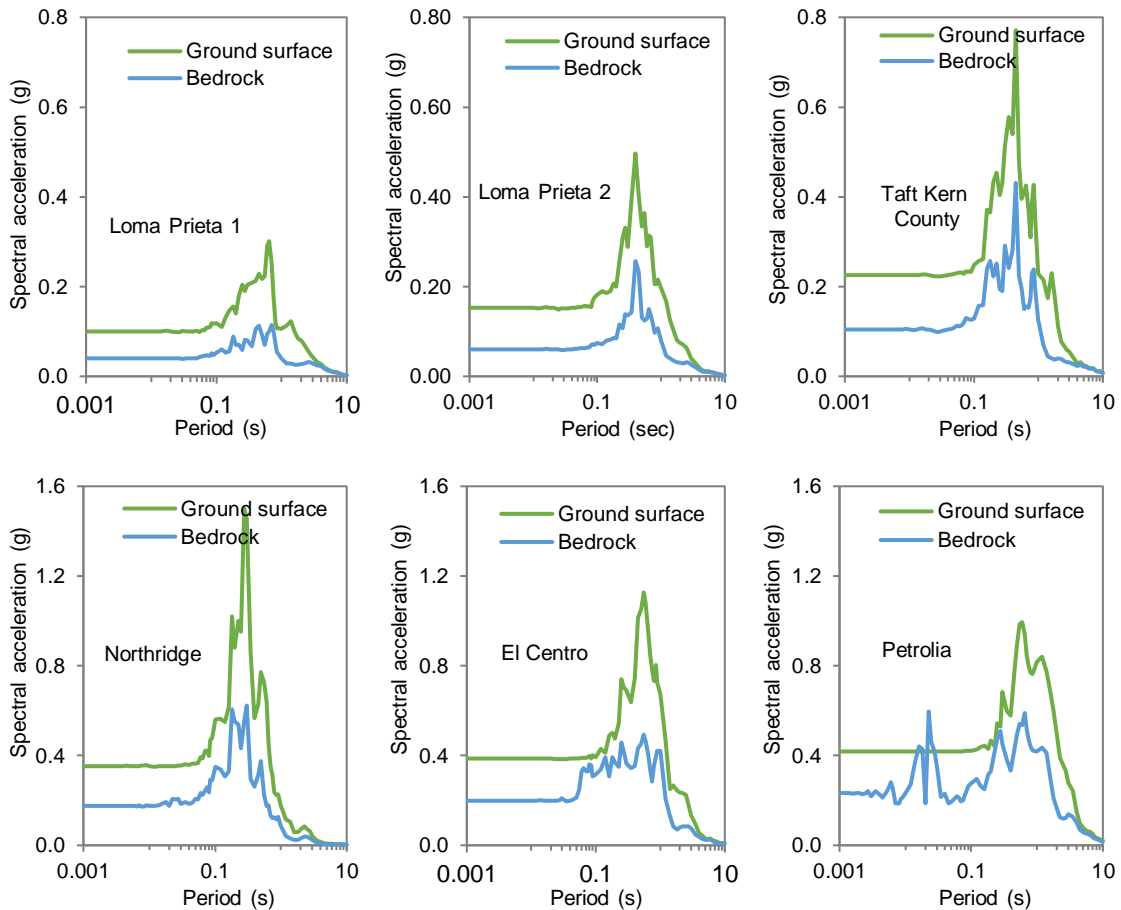 Spectral acceleration (g)
0.8
0.6
0.4
0.2
0.0
Ground surface
Bedrock
Loma Prieta 1
0.001
0.1
10
Period (s)
Spectral acceleration (g)
0.80
0.60
0.40
0.20
0.00
Ground surface
Bedrock
Loma Prieta 2
0.001
0.1
10
Period (sec)
Spectral acceleration (g)
0.8
0.6
0.4
0.2
0.0
Ground surface
Bedrock
Taft Kern
County
0.001
0.1
10
Period (s)
Spectral acceleration (g)
1.6
1.2
0.8
0.4
0.0
Ground surface
Bedrock
Northridge
0.001
0.1
10
Period (s)
Spectral acceleration (g)
1.6
1.2
0.8
0.4
0.0
Ground surface
Bedrock
El Centro
0.001
0.1
10
Period (s)
Spectral acceleration (g)
1.6
1.2
0.8
0.4
0.0
Ground surface
Bedrock
Petrolia
0.001
0.1
10
Period (s)